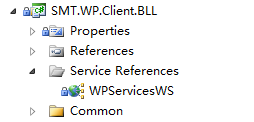 SMT.WP.Client.BLL
Properties
References
Service References
WPServicesWS
Common